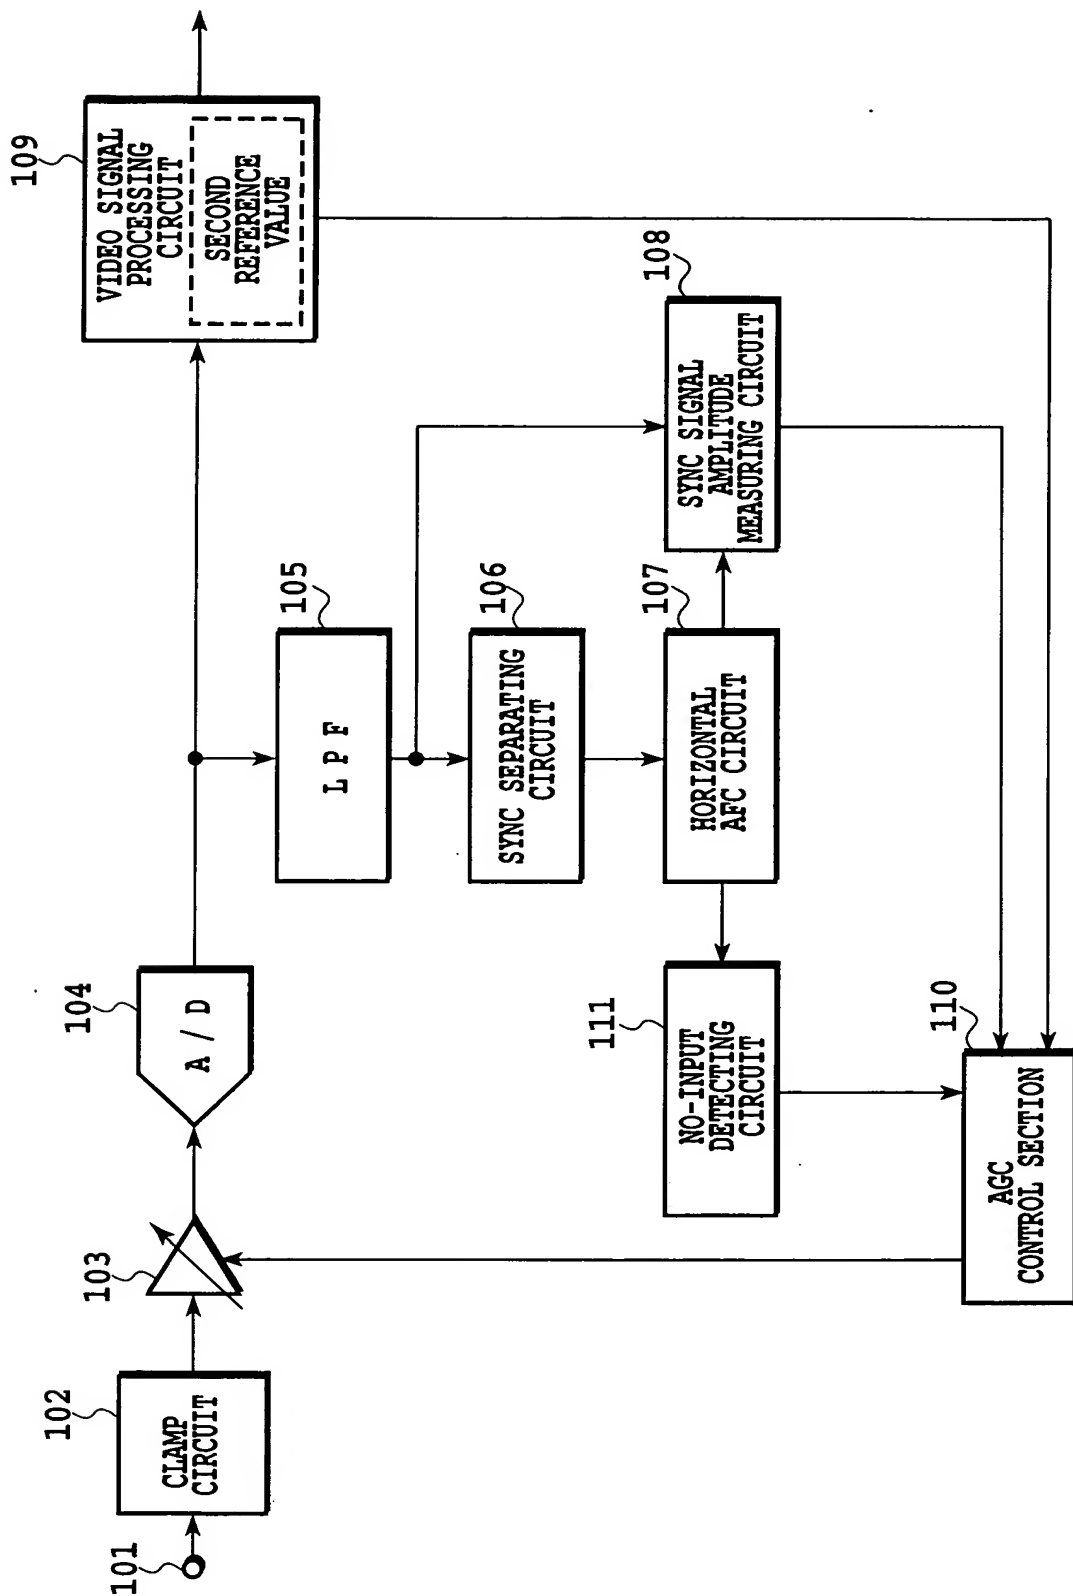 101
102
CLAMP
CIRCUIT
103
104
A / D
109
VIDEO SIGNAL
PROCESSING
CIRCUIT
SECOND
REFERENCE
VALUE
105
L P F
106
SYNC SEPARATING
CIRCUIT
107
HORIZONTAL
AFC CIRCUIT
108
SYNC SIGNAL
AMPLITUDE
MEASURING CIRCUIT
111
NO-INPUT
DETECTING
CIRCUIT
110
AGC
CONTROL SECTION